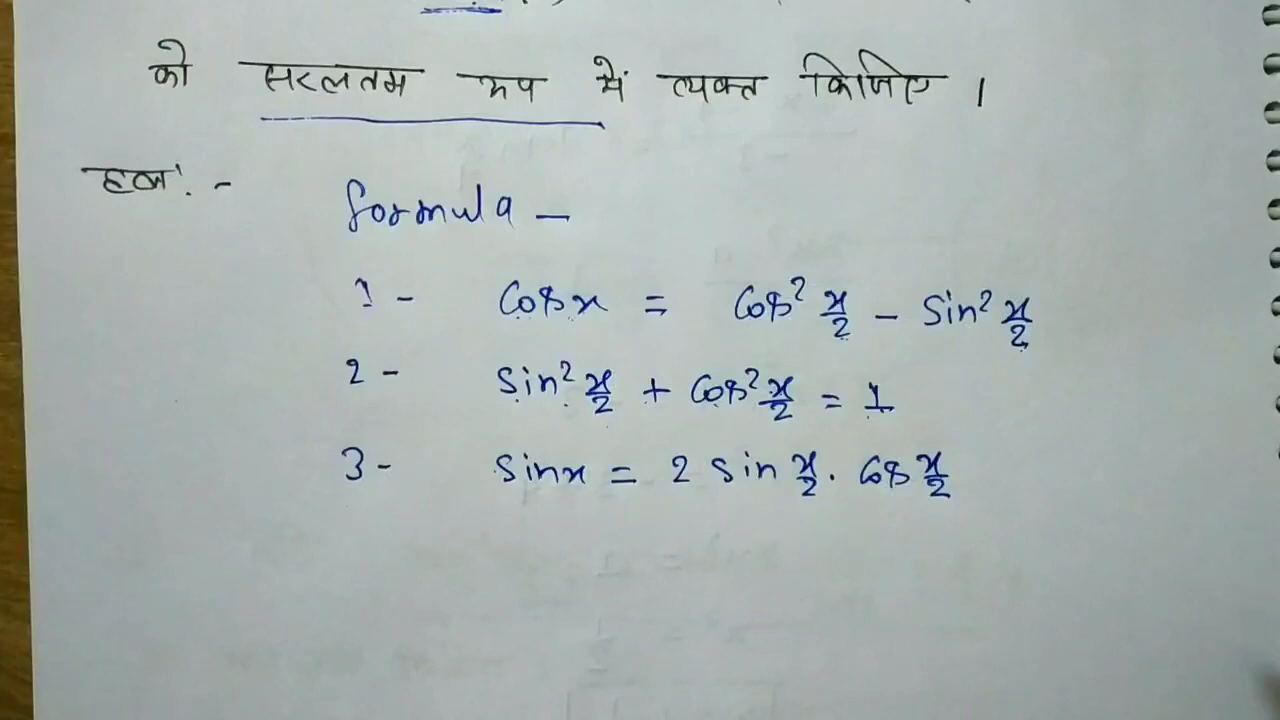 को सरलतम रूप में व्यक्त किजिए ।
हल :-
formula -
1 - Cos x = Cos² x/2 - Sin² x/2
2 - Sin² x/2 + Cos² x/2 = 1
3 - Sinx = 2 Sin x/2 . Cos x/2